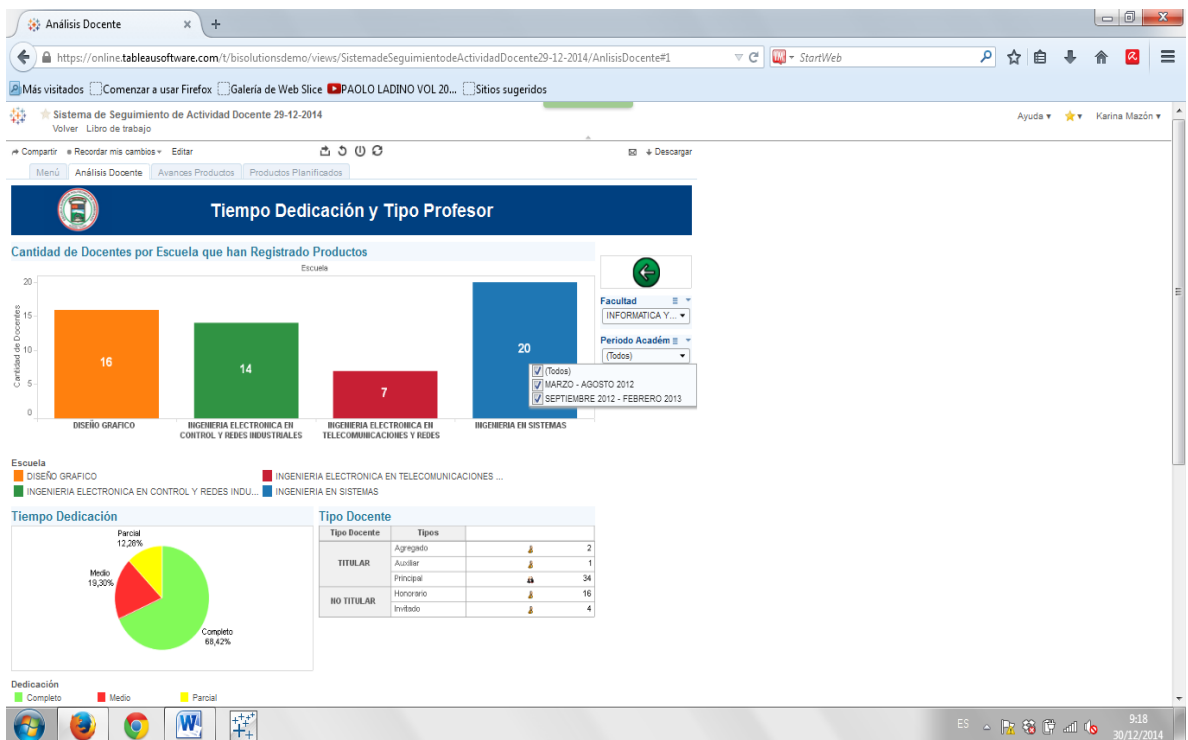 Análisis Docente
https://online.tableausoftware.com/t/bisolutionsdemo/views/SistemadeSeguimientodeActividadDocente29-12-2014/AnlisisDocente#1
StartWeb
Más visitados Comenzar a usar Firefox Galería de Web Slice PAOLO LADINO VOL 20... Sitios sugeridos
Sistema de Seguimiento de Actividad Docente 29-12-2014
Ayuda Karina Mazón
Volver Libro de trabajo
Compartir Recordar mis cambios Editar Descargar
Menú Análisis Docente Avances Productos Productos Planificados
Tiempo Dedicación y Tipo Profesor
Cantidad de Docentes por Escuela que han Registrado Productos
Escuela
Cantidad de Docentes
20
15
10
5
0
16
14
7
20
DISEÑO GRAFICO
INGENIERIA ELECTRONICA EN CONTROL Y REDES INDUSTRIALES
INGENIERIA ELECTRONICA EN TELECOMUNICACIONES Y REDES
INGENIERIA EN SISTEMAS
Facultad
INFORMATICA Y...
Periodo Académ
(Todos)
(Todos)
MARZO - AGOSTO 2012
SEPTIEMBRE 2012 - FEBRERO 2013
Escuela
DISEÑO GRAFICO
INGENIERIA ELECTRONICA EN TELECOMUNICACIONES ...
INGENIERIA ELECTRONICA EN CONTROL Y REDES INDU...
INGENIERIA EN SISTEMAS
Tiempo Dedicación
Parcial
12,28%
Medio
19,30%
Completo
68,42%
Tipo Docente
Tipo Docente Tipos
TITULAR
Agregado 2
Auxiliar 1
Principal 34
NO TITULAR
Honorario 16
Invitado 4
Dedicación
Completo Medio Parcial
ES
9:18
30/12/2014